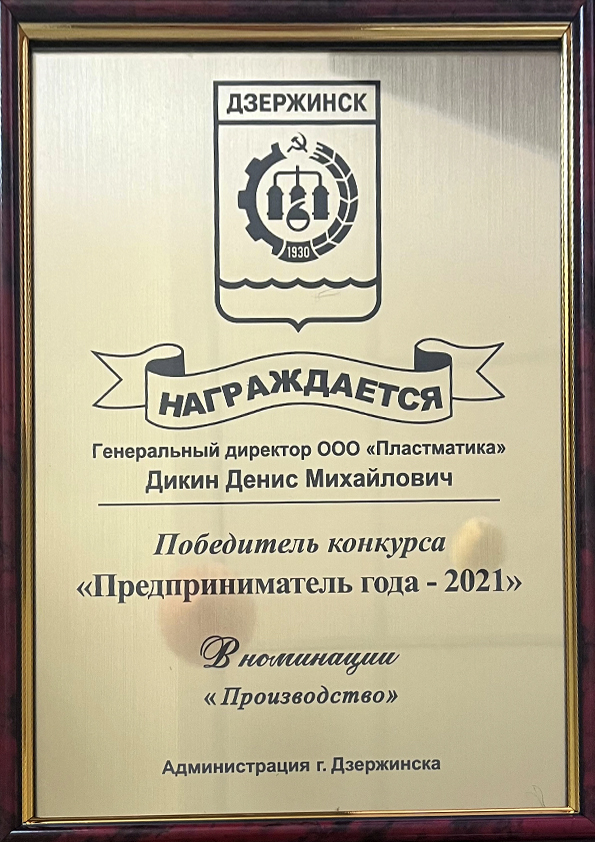 ДЗЕРЖИНСК
1930
НАГРАЖДАЕТСЯ
Генеральный директор ООО «Пластматика»
Дикин Денис Михайлович
Победитель конкурса
«Предприниматель года - 2021»
В номинации
« Производство»
Администрация г. Дзержинска